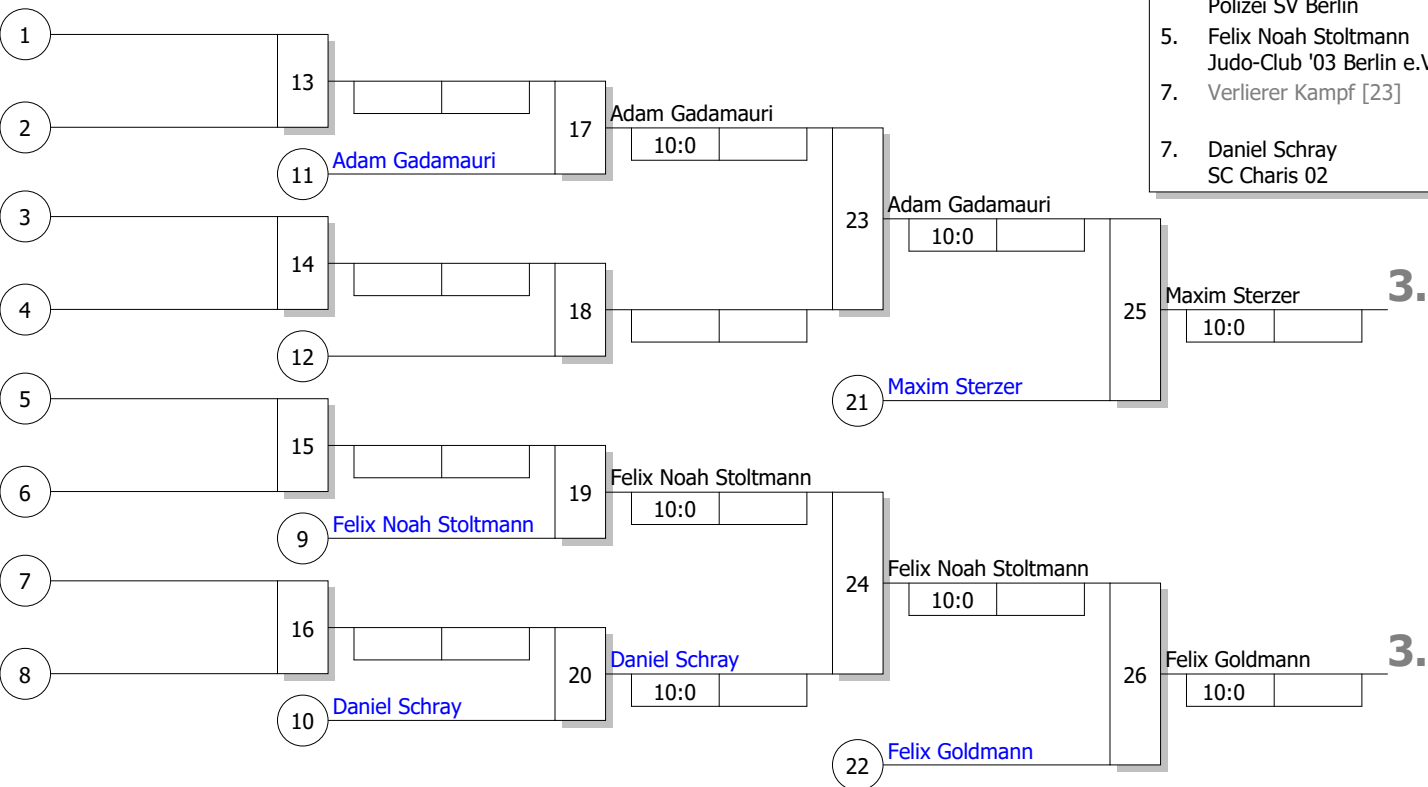 Polizei SV Berlin
5. Felix Noah Stoltmann
Judo-Club '03 Berlin e.V
7. Verlierer Kampf [23]
7. Daniel Schray
SC Charis 02
1
13
2
17
Adam Gadamauri
10:0
11
Adam Gadamauri
3
14
4
23
Adam Gadamauri
10:0
18
12
25
Maxim Sterzer
10:0
3.
21
Maxim Sterzer
5
15
6
19
Felix Noah Stoltmann
10:0
9
Felix Noah Stoltmann
7
16
8
24
Felix Noah Stoltmann
10:0
20
Daniel Schray
10:0
10
Daniel Schray
26
Felix Goldmann
10:0
3.
22
Felix Goldmann